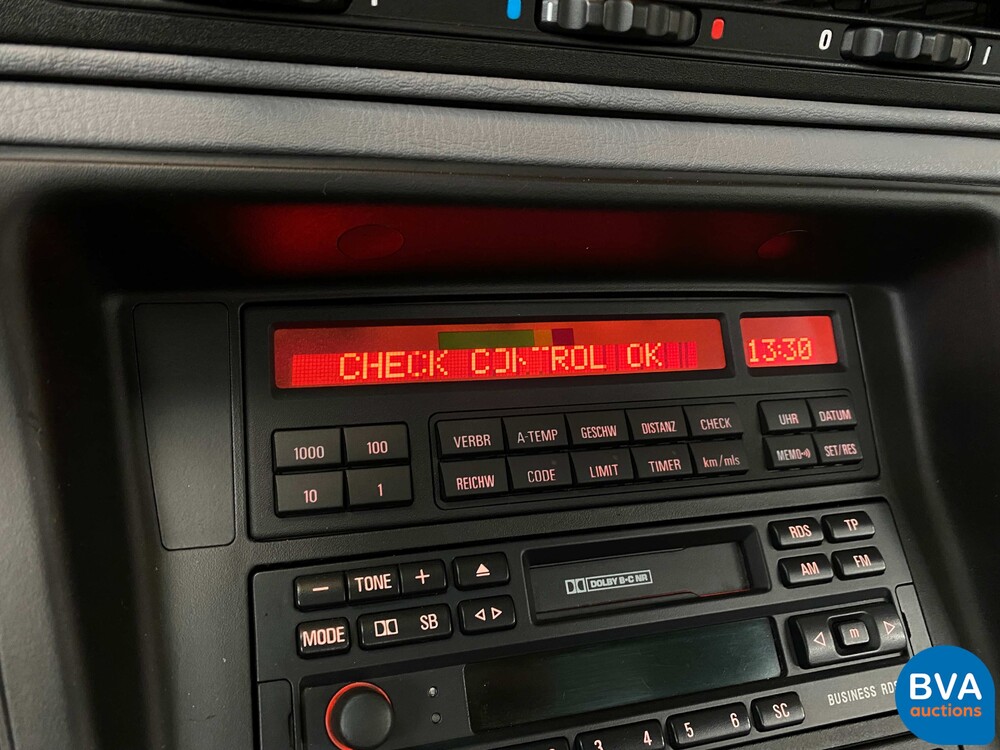 0 I
CHECK CONTROL OK 13:30
1000 100
10 1
VERBR A-TEMP GESCHW DISTANZ CHECK
REICHW CODE LIMIT TIMER km/mls
UHR DATUM
MEMO SET/RES
− TONE +
MODE SB
DOLBY B-C NR
RDS TP
AM FM
m
BUSINESS RDS
3 4 5 6 SC
BVA
auctions